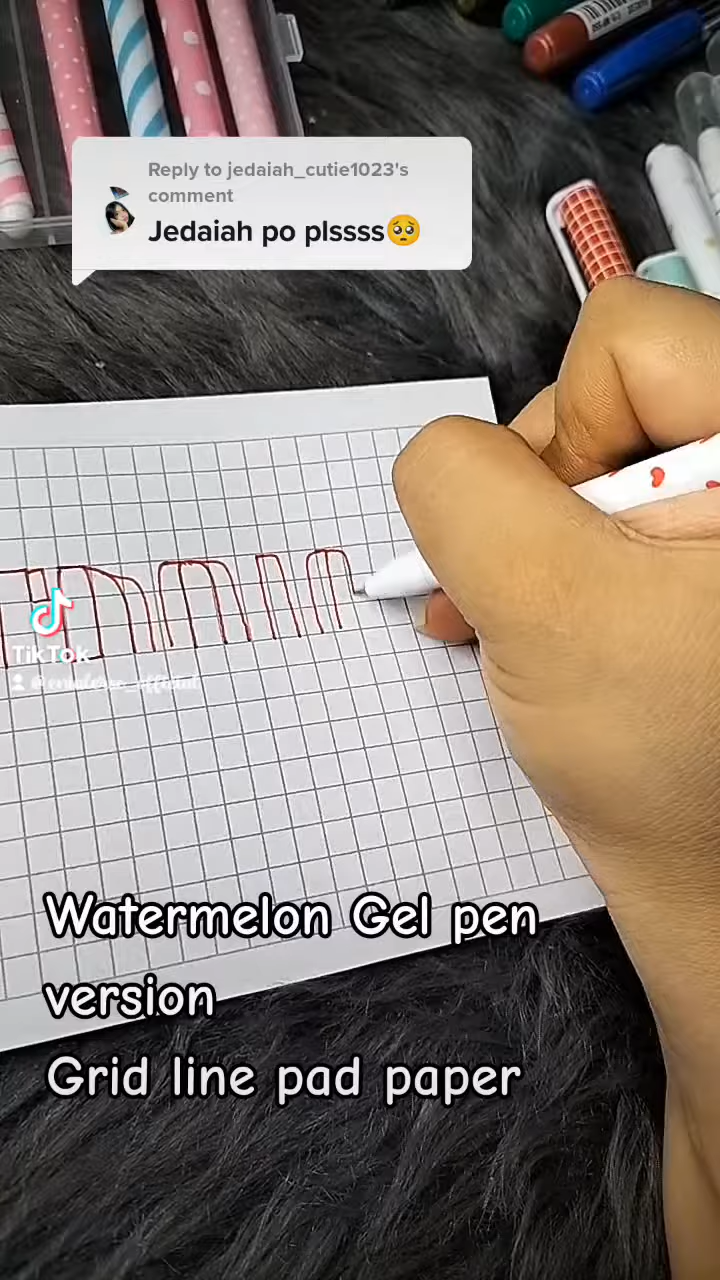 Reply to jedaiah_cutie1023's
comment
Jedaiah po plssss🥺
TikTok
Watermelon Gel pen
version
Grid line pad paper